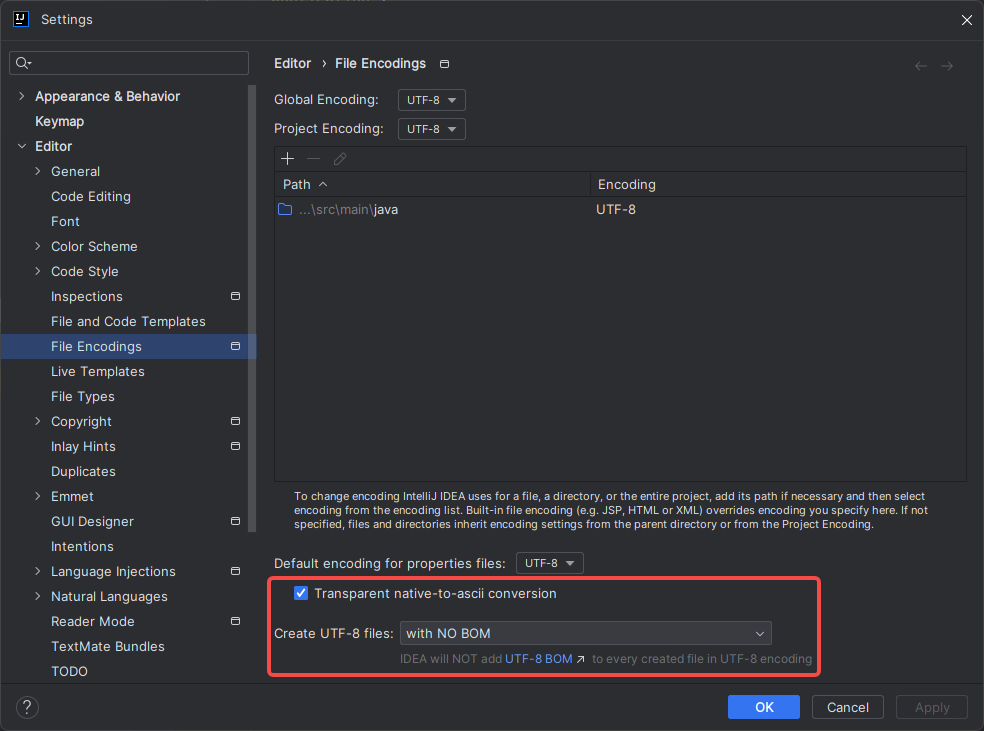 Settings
Appearance & Behavior
Keymap
Editor
General
Code Editing
Font
Color Scheme
Code Style
Inspections
File and Code Templates
File Encodings
Live Templates
File Types
Copyright
Inlay Hints
Duplicates
Emmet
GUI Designer
Intentions
Language Injections
Natural Languages
Reader Mode
TextMate Bundles
TODO
Editor › File Encodings
Global Encoding: UTF-8
Project Encoding: UTF-8
Path Encoding
...\src\main\java UTF-8
To change encoding IntelliJ IDEA uses for a file, a directory, or the entire project, add its path if necessary and then select
encoding from the encoding list. Built-in file encoding (e.g. JSP, HTML or XML) overrides encoding you specify here. If not
specified, files and directories inherit encoding settings from the parent directory or from the Project Encoding.
Default encoding for properties files: UTF-8
Transparent native-to-ascii conversion
Create UTF-8 files: with NO BOM
IDEA will NOT add UTF-8 BOM ↗ to every created file in UTF-8 encoding
? OK Cancel Apply